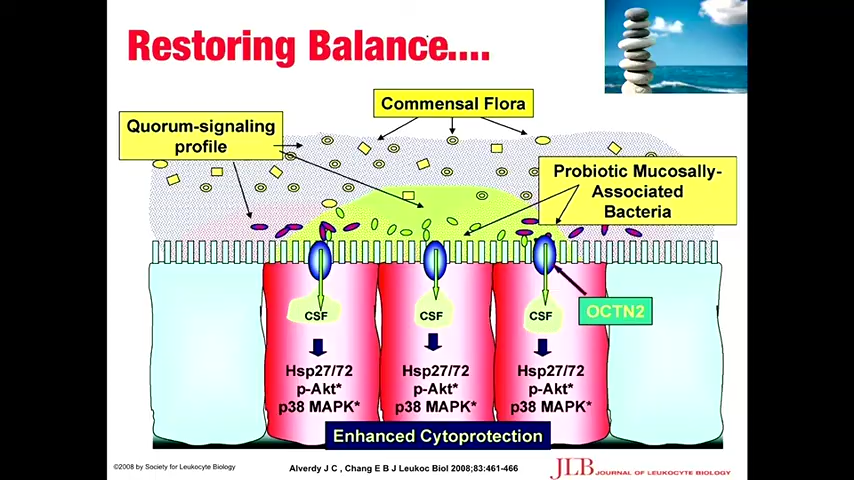 Restoring Balance....
Commensal Flora
Quorum-signaling
profile
Probiotic Mucosally-
Associated
Bacteria
OCTN2
CSF
CSF
CSF
Hsp27/72
p-Akt*
p38 MAPK*
Hsp27/72
p-Akt*
p38 MAPK*
Hsp27/72
p-Akt*
p38 MAPK*
Enhanced Cytoprotection
©2008 by Society for Leukocyte Biology
Alverdy J C , Chang E B J Leukoc Biol 2008;83:461-466
JLB JOURNAL OF LEUKOCYTE BIOLOGY